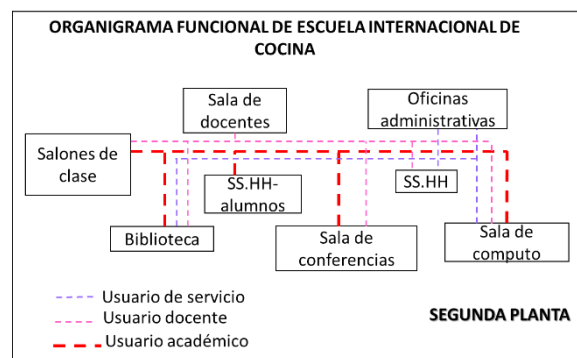 ORGANIGRAMA FUNCIONAL DE ESCUELA INTERNACIONAL DE
COCINA
Sala de
docentes
Oficinas
administrativas
Salones de
clase
SS.HH-
alumnos
SS.HH
Biblioteca
Sala de
conferencias
Sala de
computo
Usuario de servicio
Usuario docente
Usuario académico
SEGUNDA PLANTA